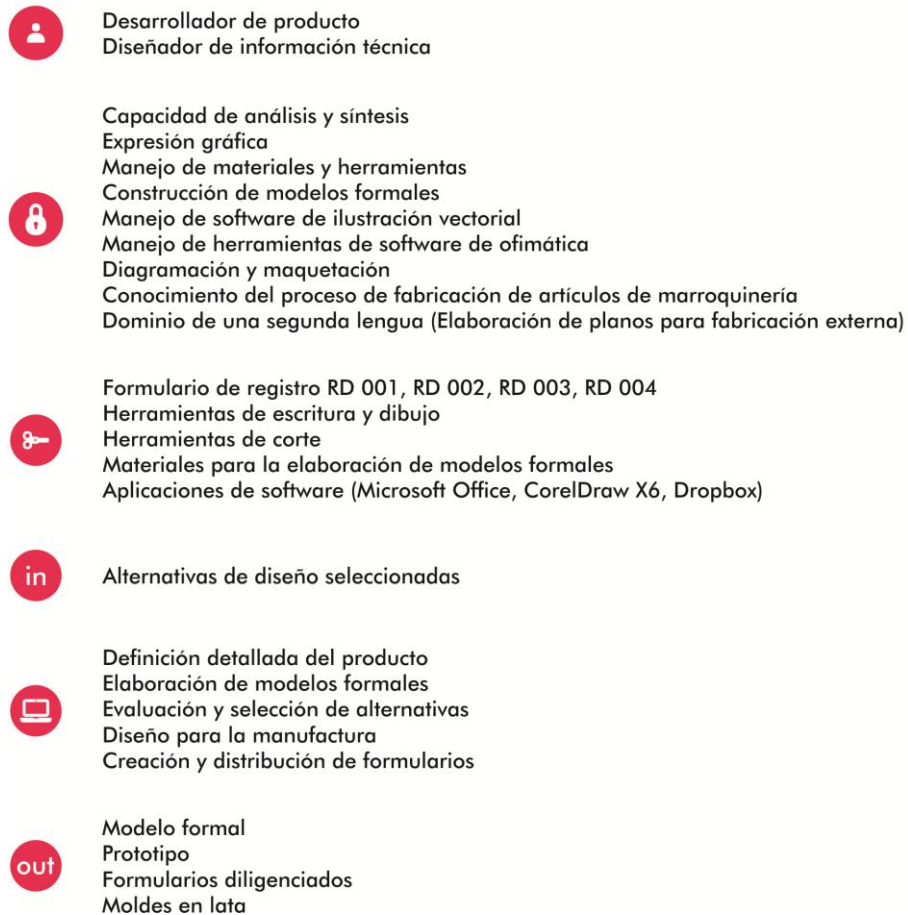 Desarrollador de producto
Diseñador de información técnica
Capacidad de análisis y síntesis
Expresión gráfica
Manejo de materiales y herramientas
Construcción de modelos formales
Manejo de software de ilustración vectorial
Manejo de herramientas de software de ofimática
Diagramación y maquetación
Conocimiento del proceso de fabricación de artículos de marroquinería
Dominio de una segunda lengua (Elaboración de planos para fabricación externa)
Formulario de registro RD 001, RD 002, RD 003, RD 004
Herramientas de escritura y dibujo
Herramientas de corte
Materiales para la elaboración de modelos formales
Aplicaciones de software (Microsoft Office, CorelDraw X6, Dropbox)
in
Alternativas de diseño seleccionadas
Definición detallada del producto
Elaboración de modelos formales
Evaluación y selección de alternativas
Diseño para la manufactura
Creación y distribución de formularios
out
Modelo formal
Prototipo
Formularios diligenciados
Moldes en lata